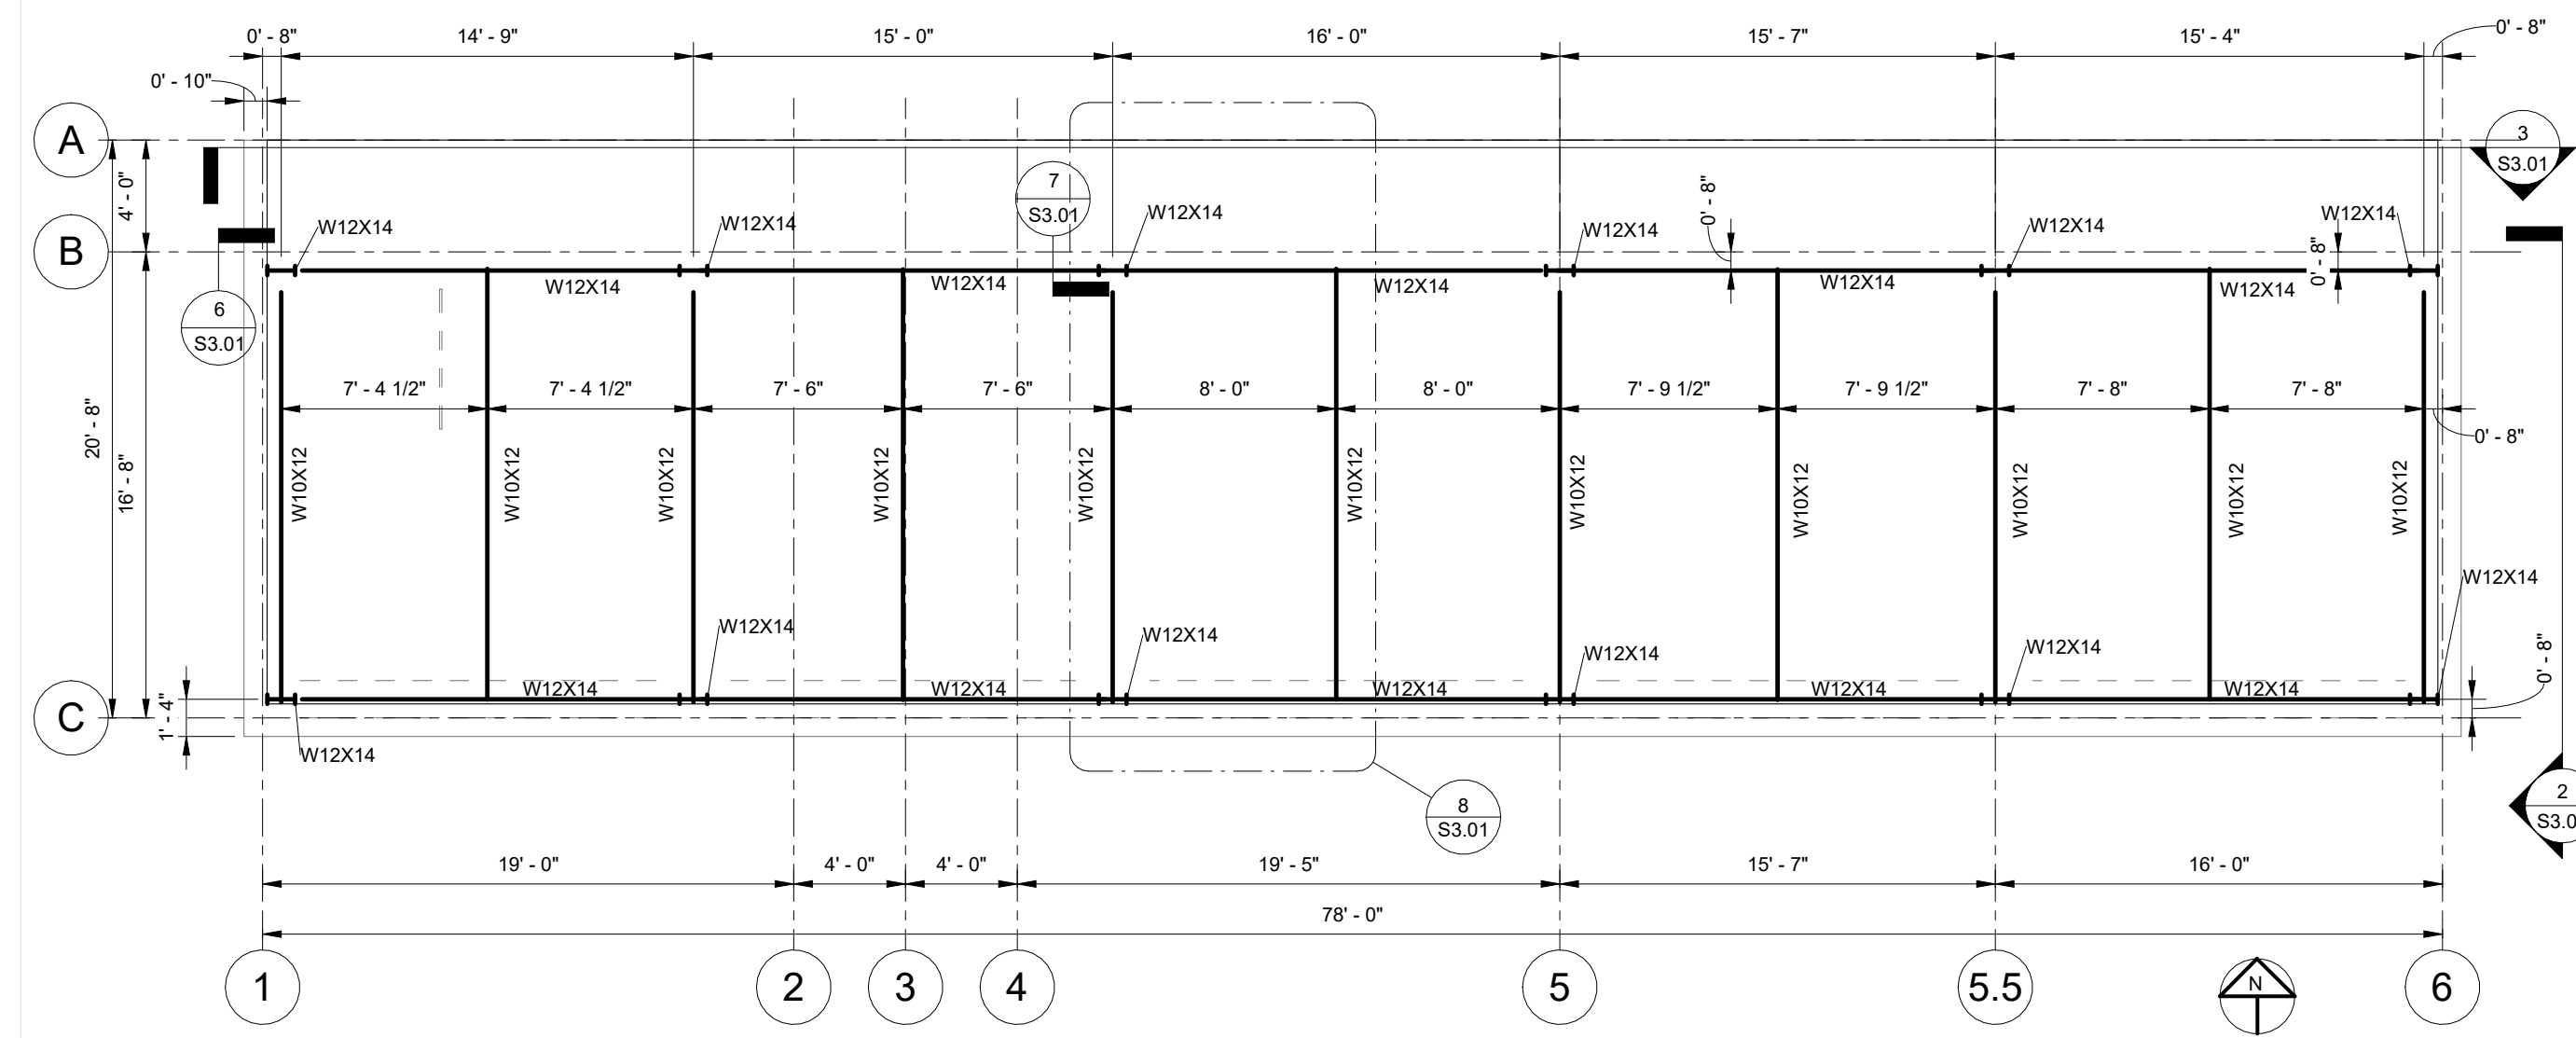 0' - 8" 14' - 9" 15' - 0" 16' - 0" 15' - 7" 15' - 4" 0' - 8"
0' - 10"
A
3
S3.01
4' - 0"
7
S3.01
0' - 8"
W12X14 W12X14 W12X14 W12X14 W12X14 W12X14
B
0' - 8"
W12X14 W12X14 W12X14 W12X14 W12X14
6
S3.01
7' - 4 1/2" 7' - 4 1/2" 7' - 6" 7' - 6" 8' - 0" 8' - 0" 7' - 9 1/2" 7' - 9 1/2" 7' - 8" 7' - 8"
0' - 8"
20' - 8"
16' - 8"
W10X12 W10X12 W10X12 W10X12 W10X12 W10X12 W10X12 W10X12 W10X12 W10X12 W10X12
W12X14
W12X14 W12X14 W12X14 W12X14
0' - 8"
W12X14 W12X14 W12X14 W12X14 W12X14
C
1' - 4"
W12X14
8
S3.01
2
S3.0
19' - 0" 4' - 0" 4' - 0" 19' - 5" 15' - 7" 16' - 0"
78' - 0"
1 2 3 4 5 5.5 N 6